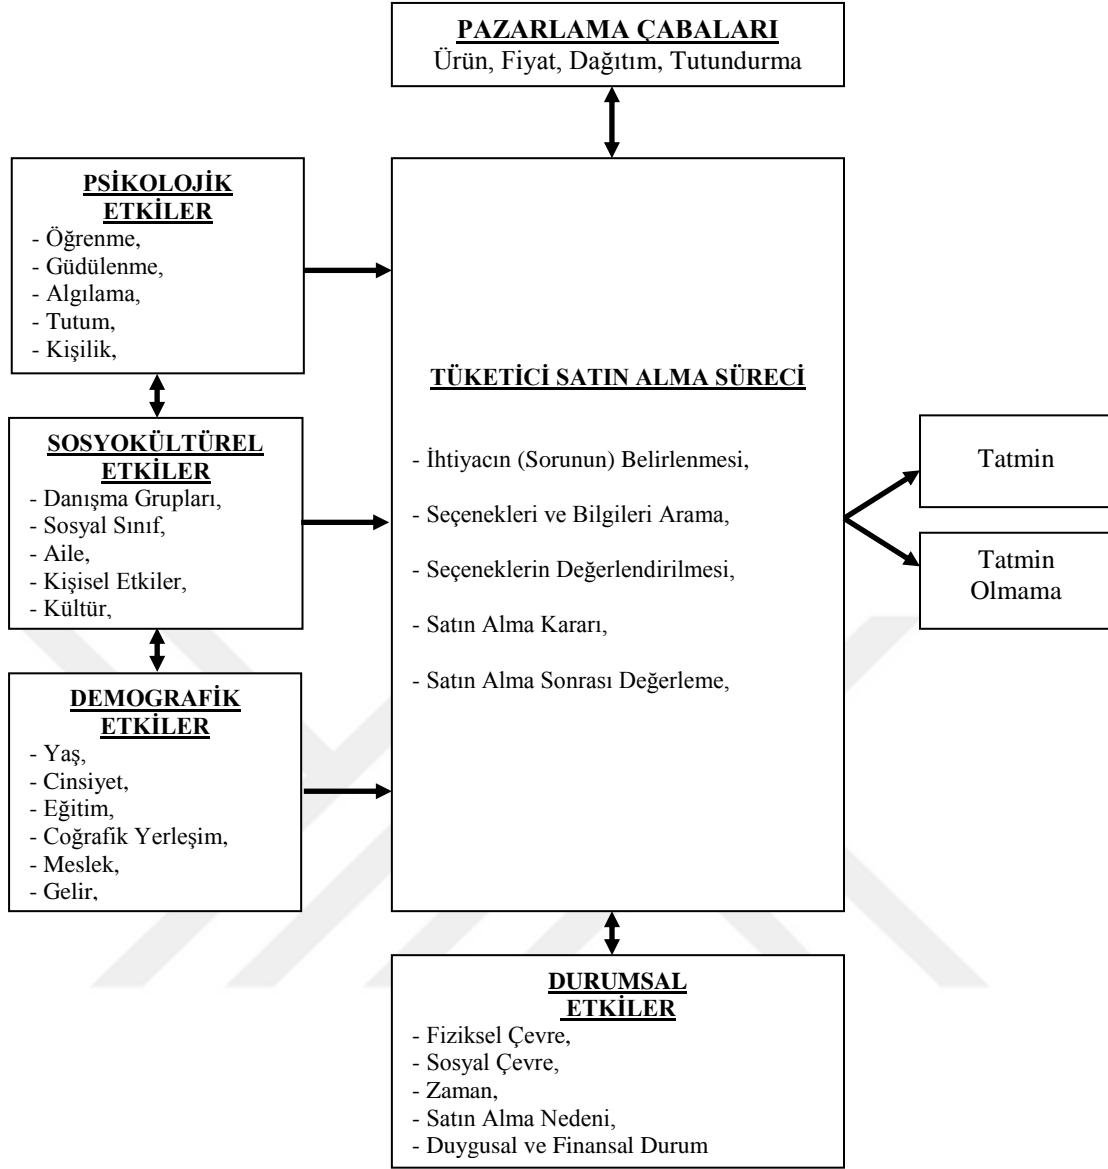 PAZARLAMA ÇABALARI
Ürün, Fiyat, Dağıtım, Tutundurma
PSİKOLOJİK
ETKİLER
- Öğrenme,
- Güdülenme,
- Algılama,
- Tutum,
- Kişilik,
SOSYOKÜLTÜREL
ETKİLER
- Danışma Grupları,
- Sosyal Sınıf,
- Aile,
- Kişisel Etkiler,
- Kültür,
DEMOGRAFİK
ETKİLER
- Yaş,
- Cinsiyet,
- Eğitim,
- Coğrafik Yerleşim,
- Meslek,
- Gelir,
TÜKETİCİ SATIN ALMA SÜRECİ
- İhtiyacın (Sorunun) Belirlenmesi,
- Seçenekleri ve Bilgileri Arama,
- Seçeneklerin Değerlendirilmesi,
- Satın Alma Kararı,
- Satın Alma Sonrası Değerleme,
Tatmin
Tatmin
Olmama
DURUMSAL
ETKİLER
- Fiziksel Çevre,
- Sosyal Çevre,
- Zaman,
- Satın Alma Nedeni,
- Duygusal ve Finansal Durum